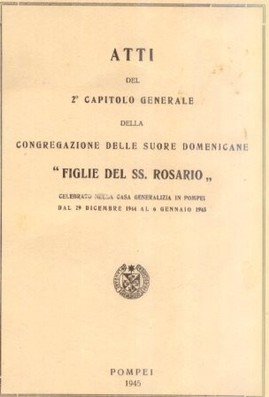 ATTI
DEL
2° CAPITOLO GENERALE
DELLA
CONGREGAZIONE DELLE SUORE DOMENICANE
“ FIGLIE DEL SS. ROSARIO „
CELEBRATO NELLA CASA GENERALIZIA IN POMPEI
DAL 29 DICEMBRE 1944 AL 6 GENNAIO 1945
POMPEI
1945